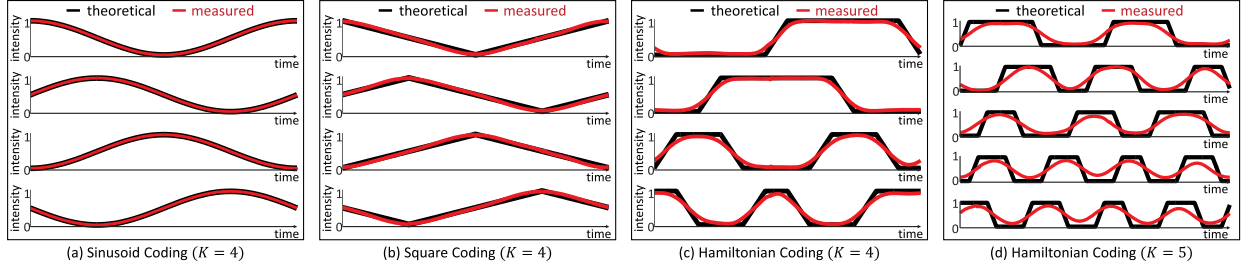 theoretical measured
intensity
1
0
time
intensity
1
0
time
intensity
1
0
time
intensity
1
0
time
(a) Sinusoid Coding (K = 4)
theoretical measured
intensity
1
0
time
intensity
1
0
time
intensity
1
0
time
intensity
1
0
time
(b) Square Coding (K = 4)
theoretical measured
intensity
1
0
time
intensity
1
0
time
intensity
1
0
time
intensity
1
0
time
(c) Hamiltonian Coding (K = 4)
theoretical measured
1
0
time
1
0
time
1
0
time
1
0
time
1
0
time
(d) Hamiltonian Coding (K = 5)